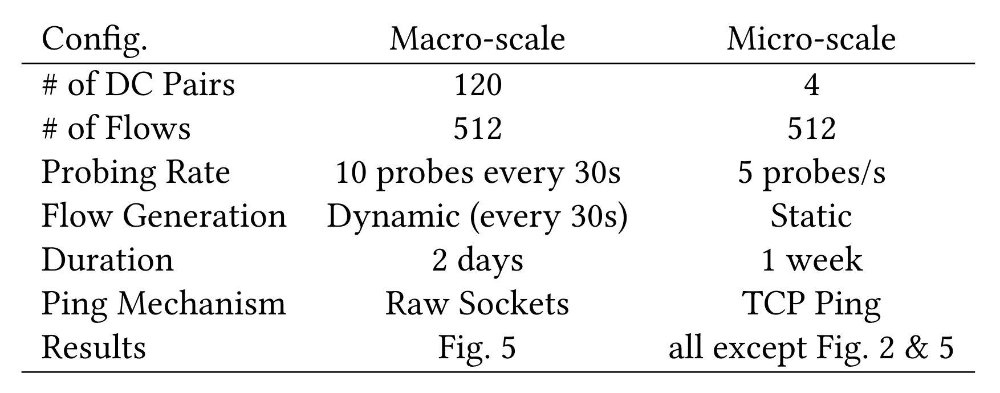 Config. Macro-scale Micro-scale
# of DC Pairs 120 4
# of Flows 512 512
Probing Rate 10 probes every 30s 5 probes/s
Flow Generation Dynamic (every 30s) Static
Duration 2 days 1 week
Ping Mechanism Raw Sockets TCP Ping
Results Fig. 5 all except Fig. 2 & 5